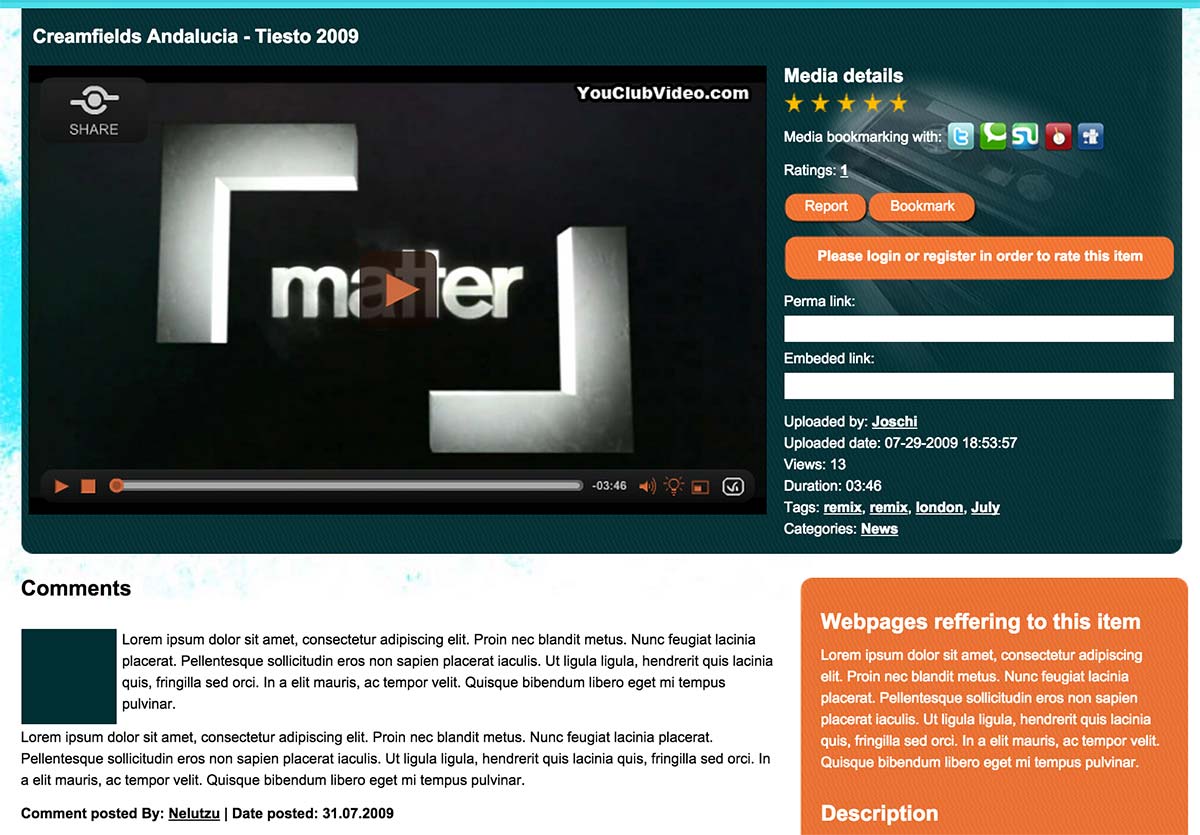 Creamfields Andalucia - Tiesto 2009
SHARE
YouClubVideo.com
matter
-03:46
Media details
Media bookmarking with:
Ratings: 1
Report
Bookmark
Please login or register in order to rate this item
Perma link:
Embeded link:
Uploaded by: Joschi
Uploaded date: 07-29-2009 18:53:57
Views: 13
Duration: 03:46
Tags: remix, remix, london, July
Categories: News
Comments
Lorem ipsum dolor sit amet, consectetur adipiscing elit. Proin nec blandit metus. Nunc feugiat lacinia
placerat. Pellentesque sollicitudin eros non sapien placerat iaculis. Ut ligula ligula, hendrerit quis lacinia
quis, fringilla sed orci. In a elit mauris, ac tempor velit. Quisque bibendum libero eget mi tempus
pulvinar.
Lorem ipsum dolor sit amet, consectetur adipiscing elit. Proin nec blandit metus. Nunc feugiat lacinia placerat.
Pellentesque sollicitudin eros non sapien placerat iaculis. Ut ligula ligula, hendrerit quis lacinia quis, fringilla sed orci. In
a elit mauris, ac tempor velit. Quisque bibendum libero eget mi tempus pulvinar.
Comment posted By: Nelutzu | Date posted: 31.07.2009
Webpages reffering to this item
Lorem ipsum dolor sit amet, consectetur adipiscing
elit. Proin nec blandit metus. Nunc feugiat lacinia
placerat. Pellentesque sollicitudin eros non sapien
placerat iaculis. Ut ligula ligula, hendrerit quis lacinia
quis, fringilla sed orci. In a elit mauris, ac tempor velit.
Quisque bibendum libero eget mi tempus pulvinar.
Description